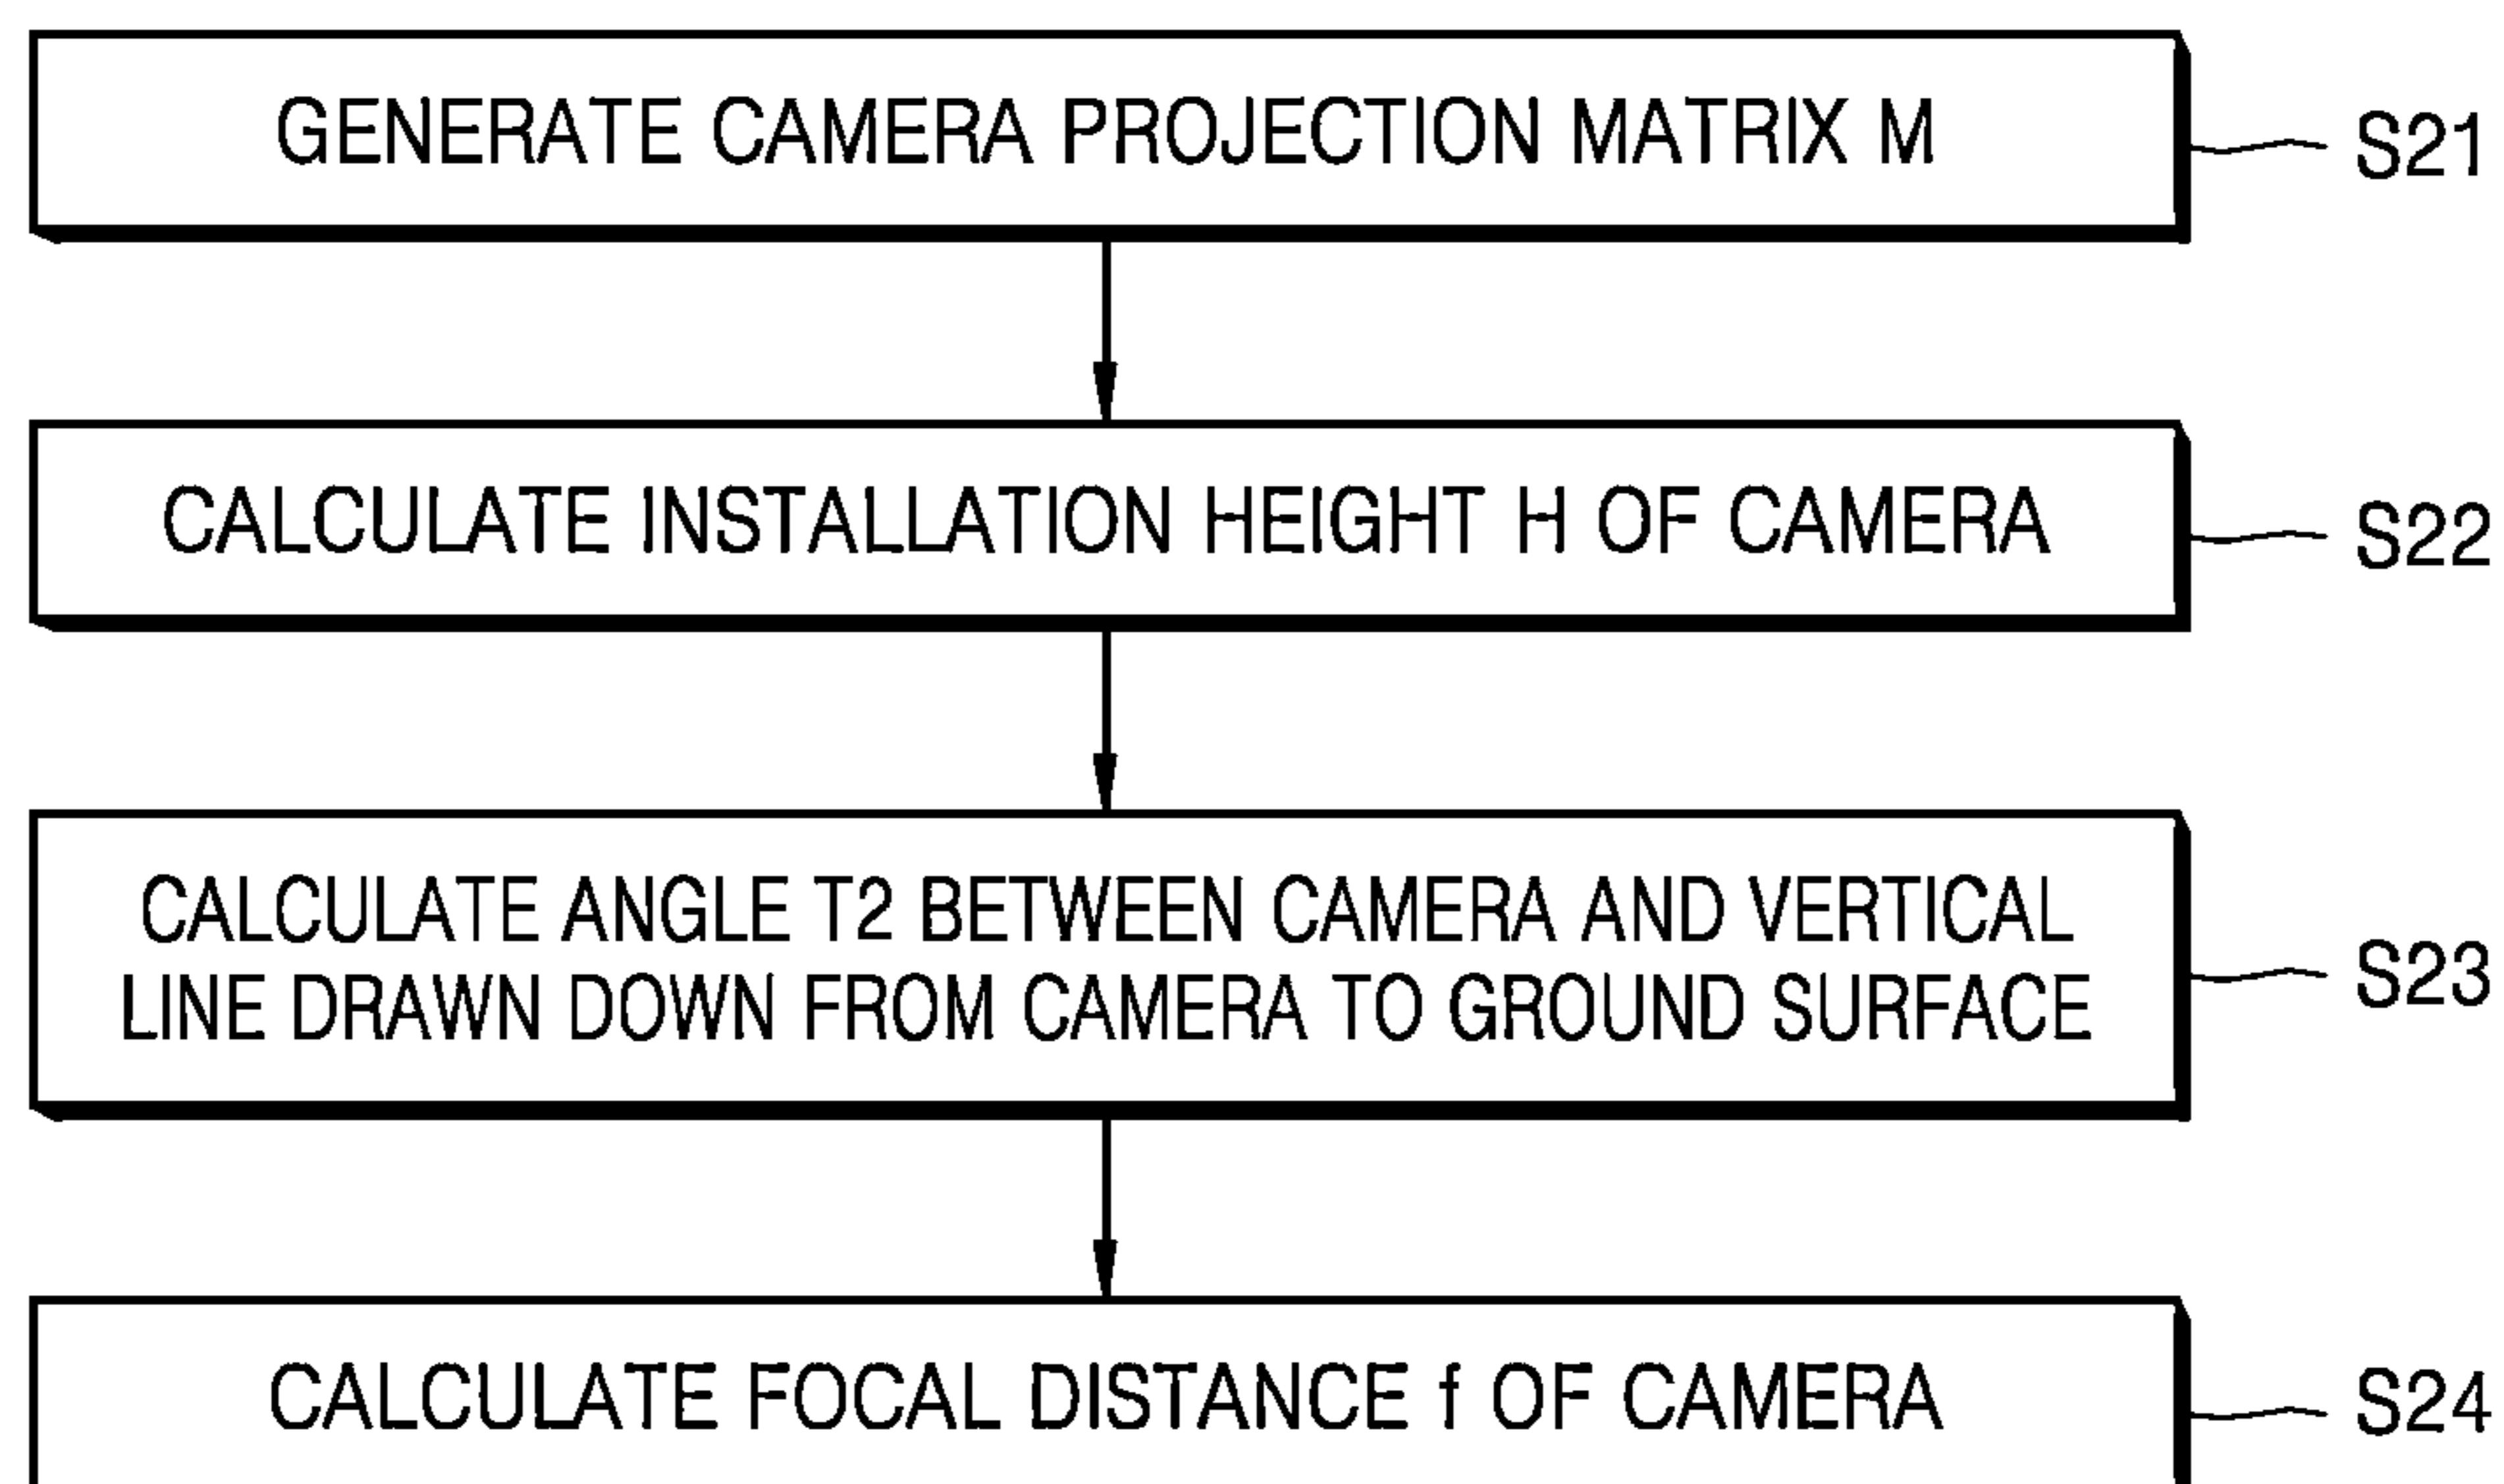 GENERATE CAMERA PROJECTION MATRIX M
S21
CALCULATE INSTALLATION HEIGHT H OF CAMERA
S22
CALCULATE ANGLE T2 BETWEEN CAMERA AND VERTICAL
LINE DRAWN DOWN FROM CAMERA TO GROUND SURFACE
S23
CALCULATE FOCAL DISTANCE f OF CAMERA
S24